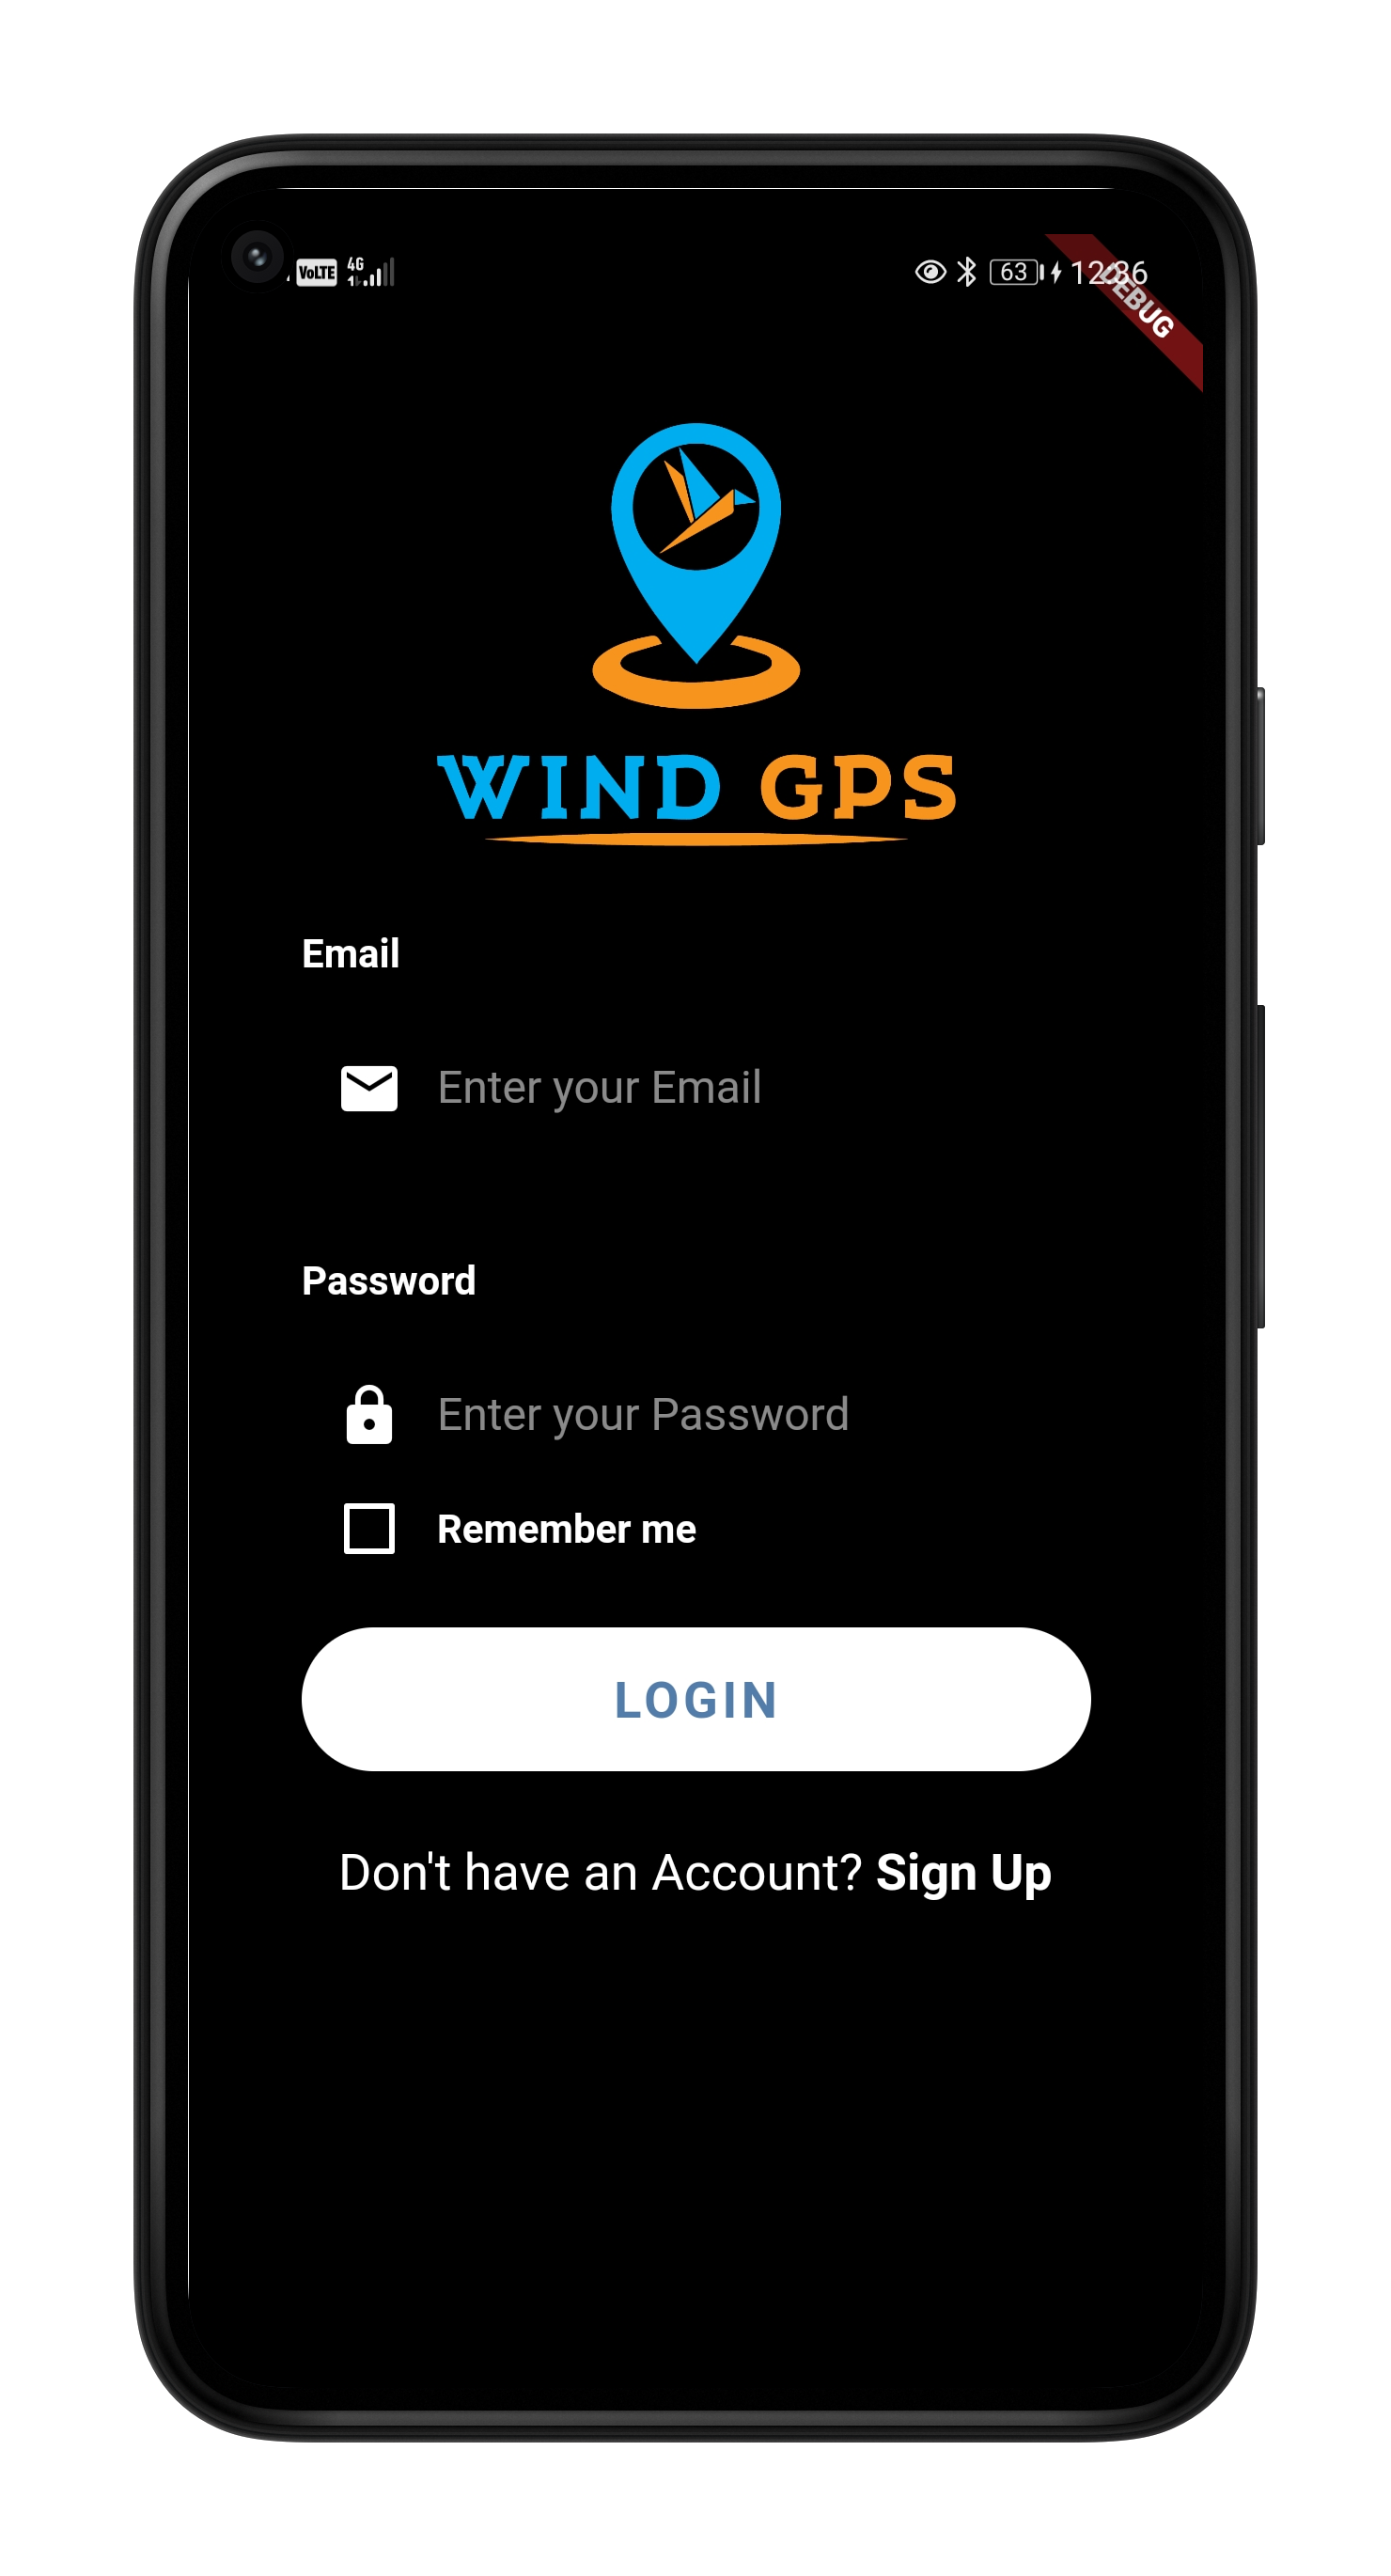 VoLTE 4G 63 12:36
DEBUG
WIND GPS
Email
Enter your Email
Password
Enter your Password
Remember me
LOGIN
Don't have an Account? Sign Up